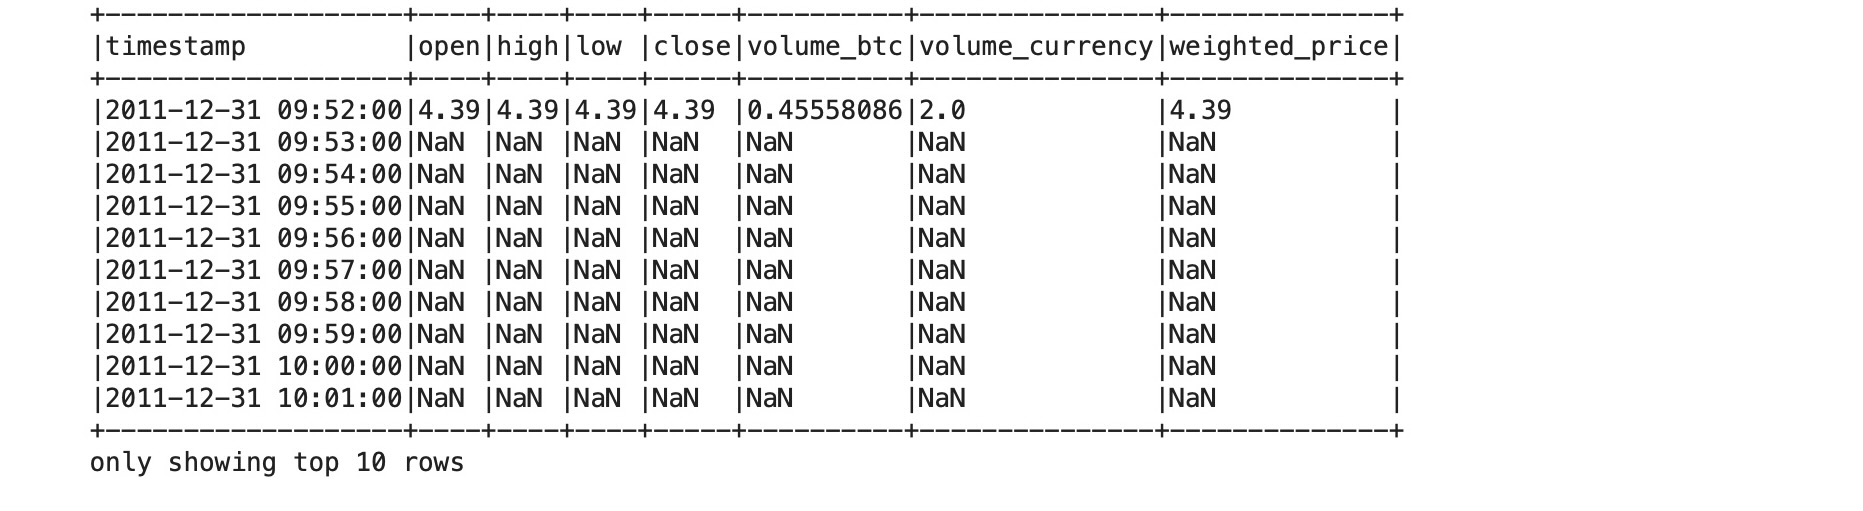 +-------------------+----+----+----+-----+----------+---------------+--------------+
|timestamp          |open|high|low |close|volume_btc|volume_currency|weighted_price|
+-------------------+----+----+----+-----+----------+---------------+--------------+
|2011-12-31 09:52:00|4.39|4.39|4.39|4.39 |0.45558086|2.0            |4.39          |
|2011-12-31 09:53:00|NaN |NaN |NaN |NaN  |NaN       |NaN            |NaN           |
|2011-12-31 09:54:00|NaN |NaN |NaN |NaN  |NaN       |NaN            |NaN           |
|2011-12-31 09:55:00|NaN |NaN |NaN |NaN  |NaN       |NaN            |NaN           |
|2011-12-31 09:56:00|NaN |NaN |NaN |NaN  |NaN       |NaN            |NaN           |
|2011-12-31 09:57:00|NaN |NaN |NaN |NaN  |NaN       |NaN            |NaN           |
|2011-12-31 09:58:00|NaN |NaN |NaN |NaN  |NaN       |NaN            |NaN           |
|2011-12-31 09:59:00|NaN |NaN |NaN |NaN  |NaN       |NaN            |NaN           |
|2011-12-31 10:00:00|NaN |NaN |NaN |NaN  |NaN       |NaN            |NaN           |
|2011-12-31 10:01:00|NaN |NaN |NaN |NaN  |NaN       |NaN            |NaN           |
+-------------------+----+----+----+-----+----------+---------------+--------------+
only showing top 10 rows